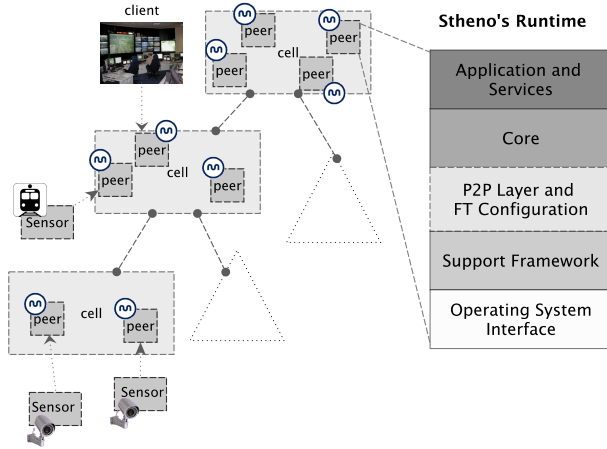 client
Stheno's Runtime
peer
peer
cell
peer
peer
Application and
Services
Core
P2P Layer and
FT Configuration
Support Framework
Operating System
Interface
peer
cell
peer
peer
Sensor
cell
peer
peer
Sensor
Sensor